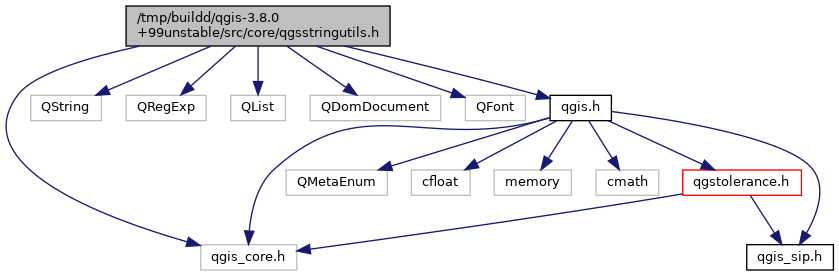 /tmp/buildd/qgis-3.8.0
+99unstable/src/core/qgsstringutils.h
QString
QRegExp
QList
QDomDocument
QFont
qgis.h
QMetaEnum
cfloat
memory
cmath
qgstolerance.h
qgis_core.h
qgis_sip.h